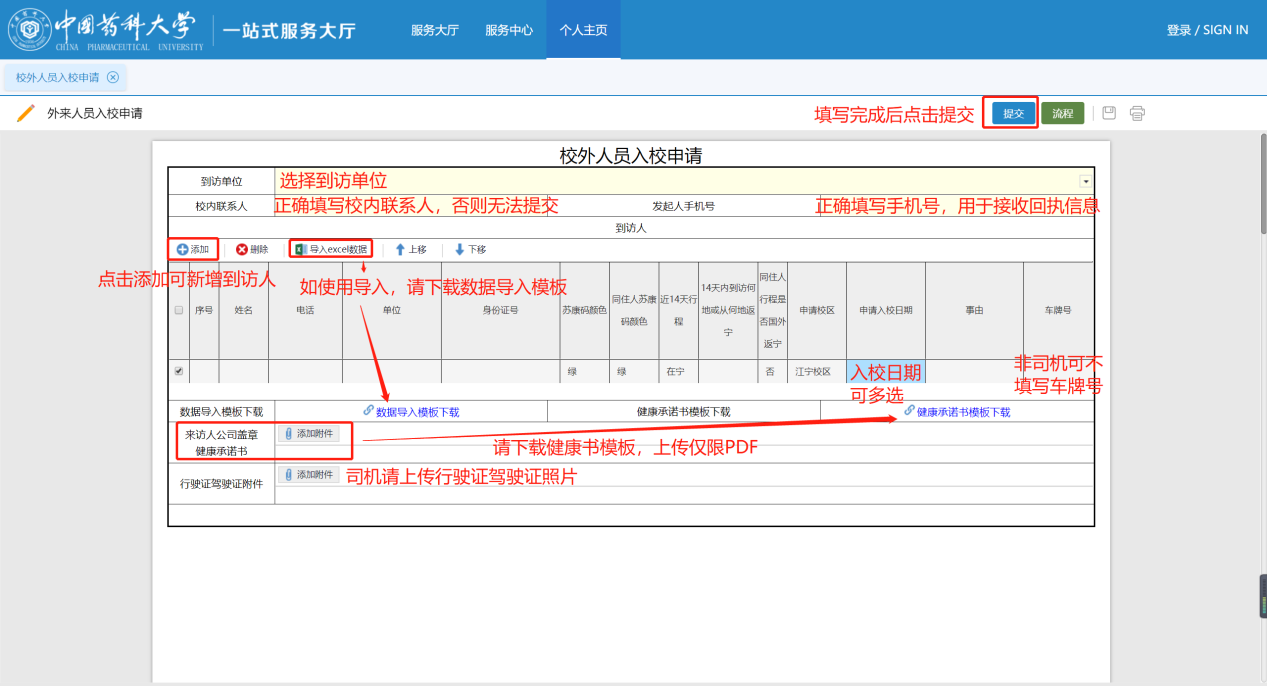 中国药科大学
CHINA PHARMACEUTICAL UNIVERSITY
一站式服务大厅
服务大厅 服务中心 个人主页
登录 / SIGN IN
校外人员入校申请
外来人员入校申请
填写完成后点击提交
提交 流程
校外人员入校申请
到访单位 选择到访单位
校内联系人 正确填写校内联系人，否则无法提交 发起人手机号 正确填写手机号，用于接收回执信息
到访人
添加 删除 导入excel数据 上移 下移
点击添加可新增到访人
如使用导入，请下载数据导入模板
序号 姓名 电话 单位 身份证号 苏康码颜色
同住人苏康
码颜色
近14天行
程
14天内到访何
地或从何地返
宁
同住人
行程是
否国外
返宁
申请校区 申请入校日期 事由 车牌号
绿 绿 在宁 否 江宁校区
入校日期
可多选
非司机可不
填写车牌号
数据导入模板下载 数据导入模板下载 健康承诺书模板下载 健康承诺书模板下载
来访人公司盖章
健康承诺书
添加附件
请下载健康书模板，上传仅限PDF
行驶证驾驶证附件 添加附件 司机请上传行驶证驾驶证照片